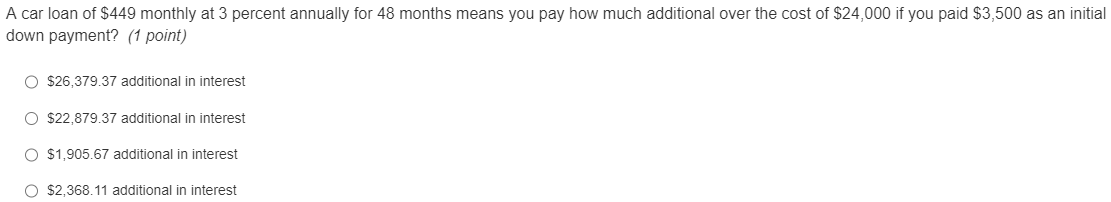 A car loan of $449 monthly at 3 percent annually for 48 months means you pay how much additional over the cost of $24,000 if you paid $3,500 as an initial
down payment? (1 point)
$26,379.37 additional in interest
$22,879.37 additional in interest
$1,905.67 additional in interest
$2,368.11 additional in interest